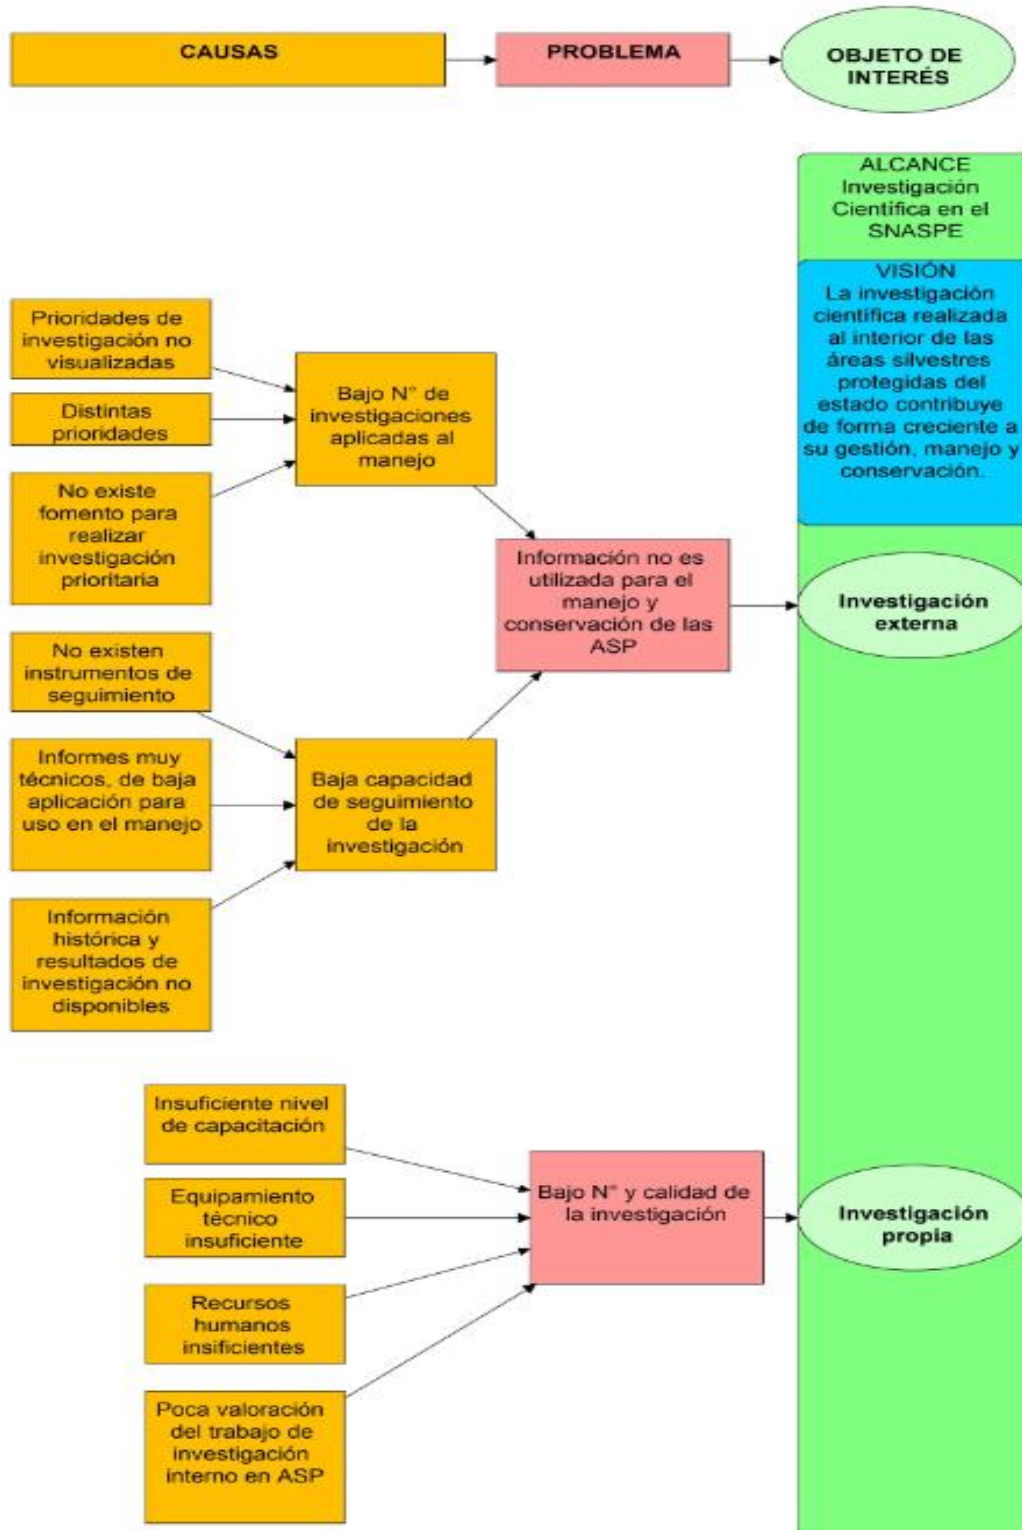 CAUSAS
PROBLEMA
OBJETO DE
INTERÉS
ALCANCE
Investigación
Científica en el
SNASPE
VISIÓN
La investigación
científica realizada
al interior de las
áreas silvestres
protegidas del
estado contribuye
de forma creciente a
su gestión, manejo y
conservación.
Prioridades de
investigación no
visualizadas
Distintas
prioridades
No existe
fomento para
realizar
investigación
prioritaria
Bajo N° de
investigaciones
aplicadas al
manejo
No existen
instrumentos de
seguimiento
Informes muy
técnicos, de baja
aplicación para
uso en el manejo
Información
histórica y
resultados de
investigación no
disponibles
Baja capacidad
de seguimiento
de la
investigación
Información no es
utilizada para el
manejo y
conservación de las
ASP
Investigación
externa
Insuficiente nivel
de capacitación
Equipamiento
técnico
insuficiente
Recursos
humanos
insificientes
Poca valoración
del trabajo de
investigación
interno en ASP
Bajo N° y calidad de
la investigación
Investigación
propia